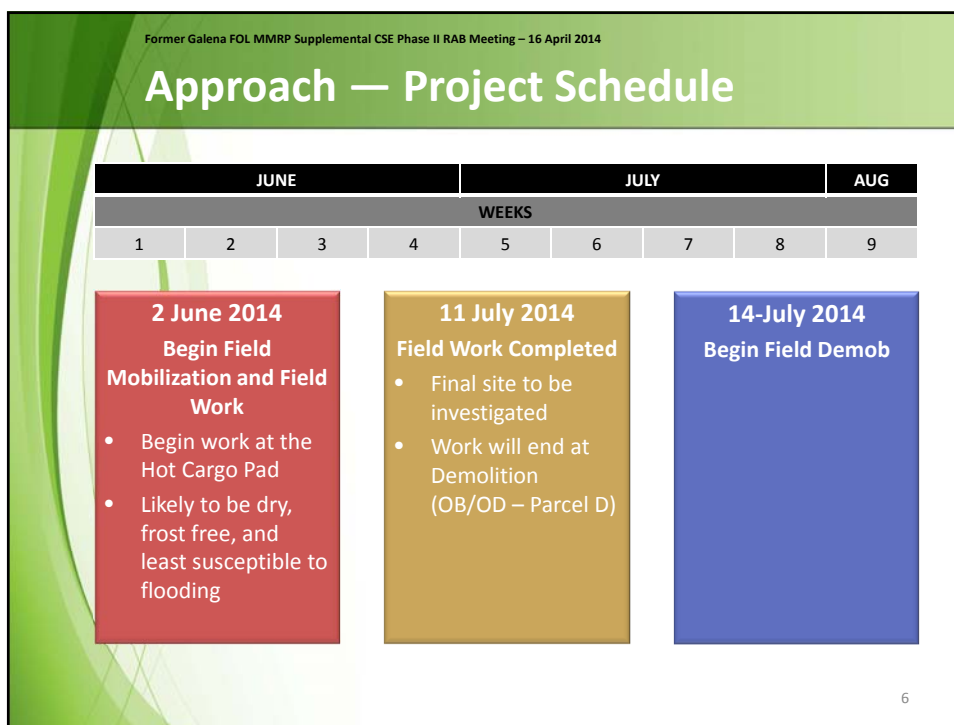 Former Galena FOL MMRP Supplemental CSE Phase II RAB Meeting – 16 April 2014
Approach — Project Schedule
JUNE JULY AUG
WEEKS
1 2 3 4 5 6 7 8 9
2 June 2014
Begin Field
Mobilization and Field
Work
• Begin work at the
Hot Cargo Pad
• Likely to be dry,
frost free, and
least susceptible to
flooding
11 July 2014
Field Work Completed
• Final site to be
investigated
• Work will end at
Demolition
(OB/OD – Parcel D)
14-July 2014
Begin Field Demob
6